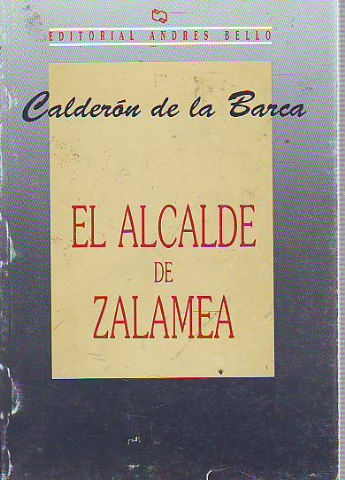 EDITORIAL ANDRES BELLO
Calderón de la Barca
EL ALCALDE
DE
ZALAMEA